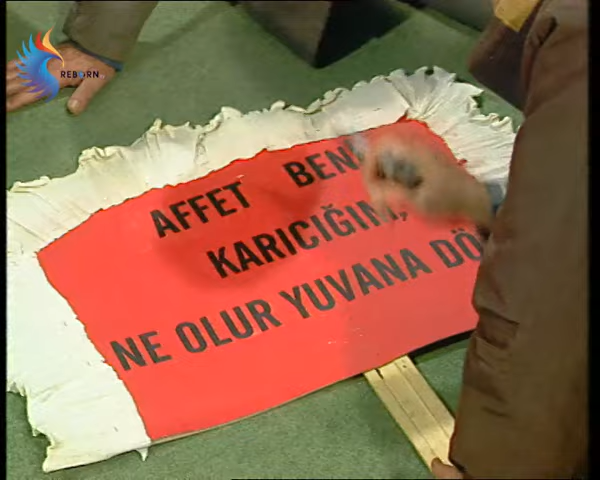 REBORN
AFFET BEN
KARICIĞIM,
NE OLUR YUVANA DÖ